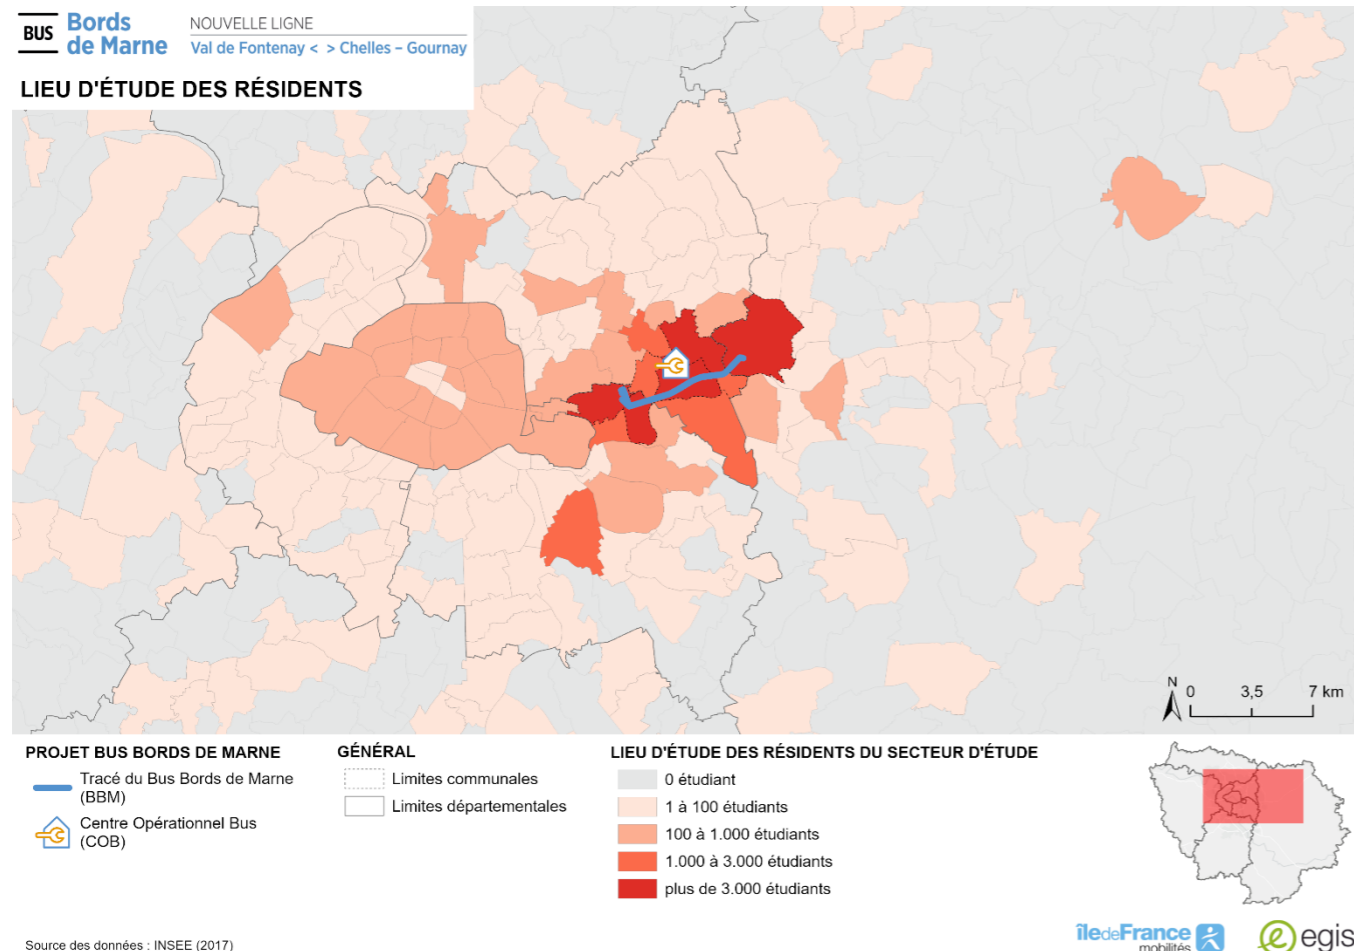 BUS
Bords
de Marne
NOUVELLE LIGNE
Val de Fontenay < > Chelles – Gournay
LIEU D'ÉTUDE DES RÉSIDENTS
N
0 3,5 7 km
PROJET BUS BORDS DE MARNE
Tracé du Bus Bords de Marne
(BBM)
Centre Opérationnel Bus
(COB)
GÉNÉRAL
Limites communales
Limites départementales
LIEU D'ÉTUDE DES RÉSIDENTS DU SECTEUR D'ÉTUDE
0 étudiant
1 à 100 étudiants
100 à 1.000 étudiants
1.000 à 3.000 étudiants
plus de 3.000 étudiants
Source des données : INSEE (2017)
îledeFrance
mobilités
egis